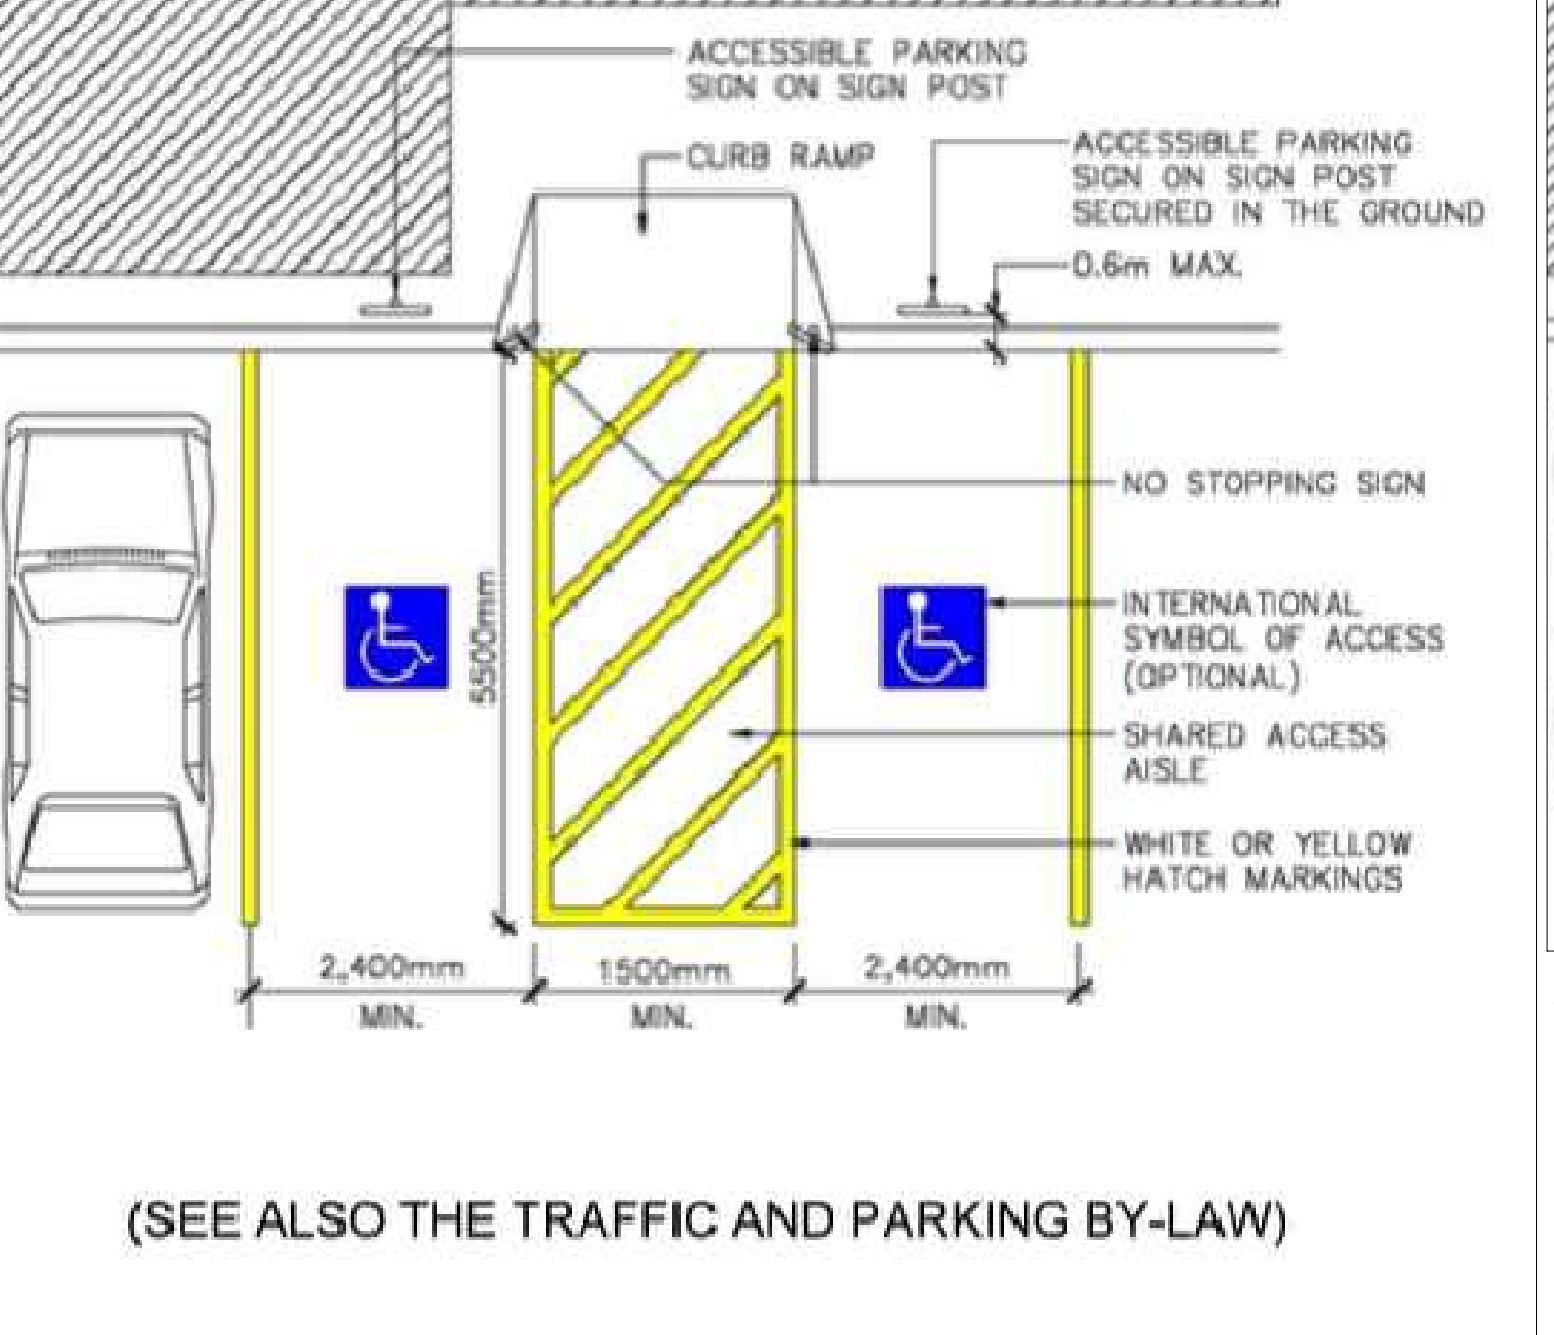 ACCESSIBLE PARKING
SIGN ON SIGN POST
CURB RAMP
ACCESSIBLE PARKING
SIGN ON SIGN POST
SECURED IN THE GROUND
0.6m MAX.
NO STOPPING SIGN
5500mm
INTERNATIONAL
SYMBOL OF ACCESS
(OPTIONAL)
SHARED ACCESS
AISLE
WHITE OR YELLOW
HATCH MARKINGS
2,400mm
MIN.
1500mm
MIN.
2,400mm
MIN.
(SEE ALSO THE TRAFFIC AND PARKING BY-LAW)